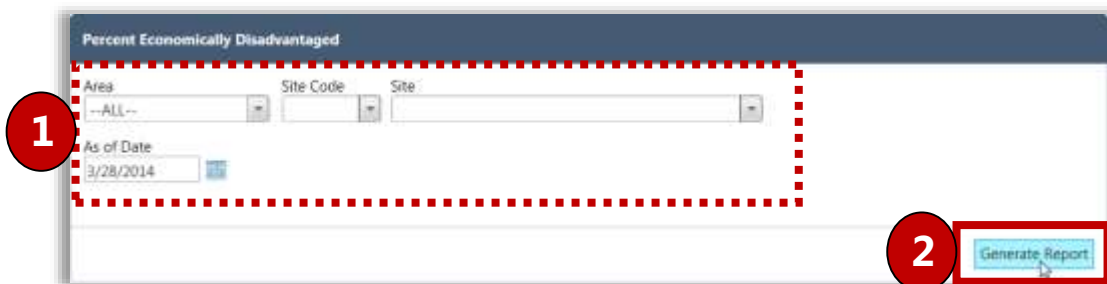 Percent Economically Disadvantaged
Area Site Code Site
--ALL--
1
As of Date
3/28/2014
2
Generate Report